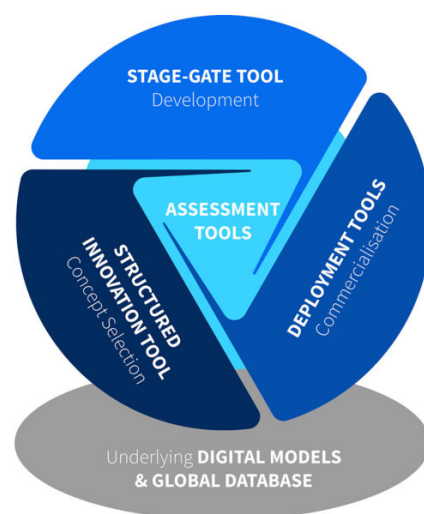 STAGE-GATE TOOL
Development
ASSESSMENT
TOOLS
DEPLOYMENT TOOLS
Commercialisation
STRUCTURED
INNOVATION TOOL
Concept Selection
Underlying DIGITAL MODELS
& GLOBAL DATABASE